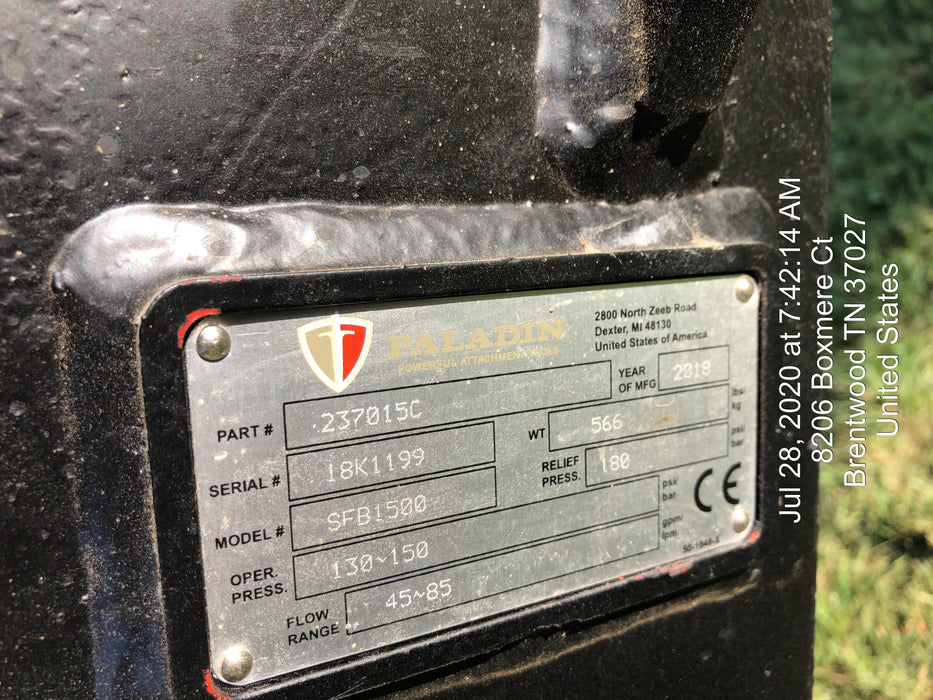 PALADIN
POWERFUL ATTACHMENT TOOLS
2800 North Zeeb Road
Dexter, MI 48130
United States of America
PART # 237015C
YEAR OF MFG 2018
SERIAL # 18K1199
WT 566 lbs/ kg
MODEL # SFB1500
RELIEF PRESS. 180 psi/ bar
OPER. PRESS. 130~150 psi/ bar
FLOW RANGE 45~85 gpm/ lpm
CE
Jul 28, 2020 at 7:42:14 AM
8206 Boxmere Ct
Brentwood TN 37027
United States